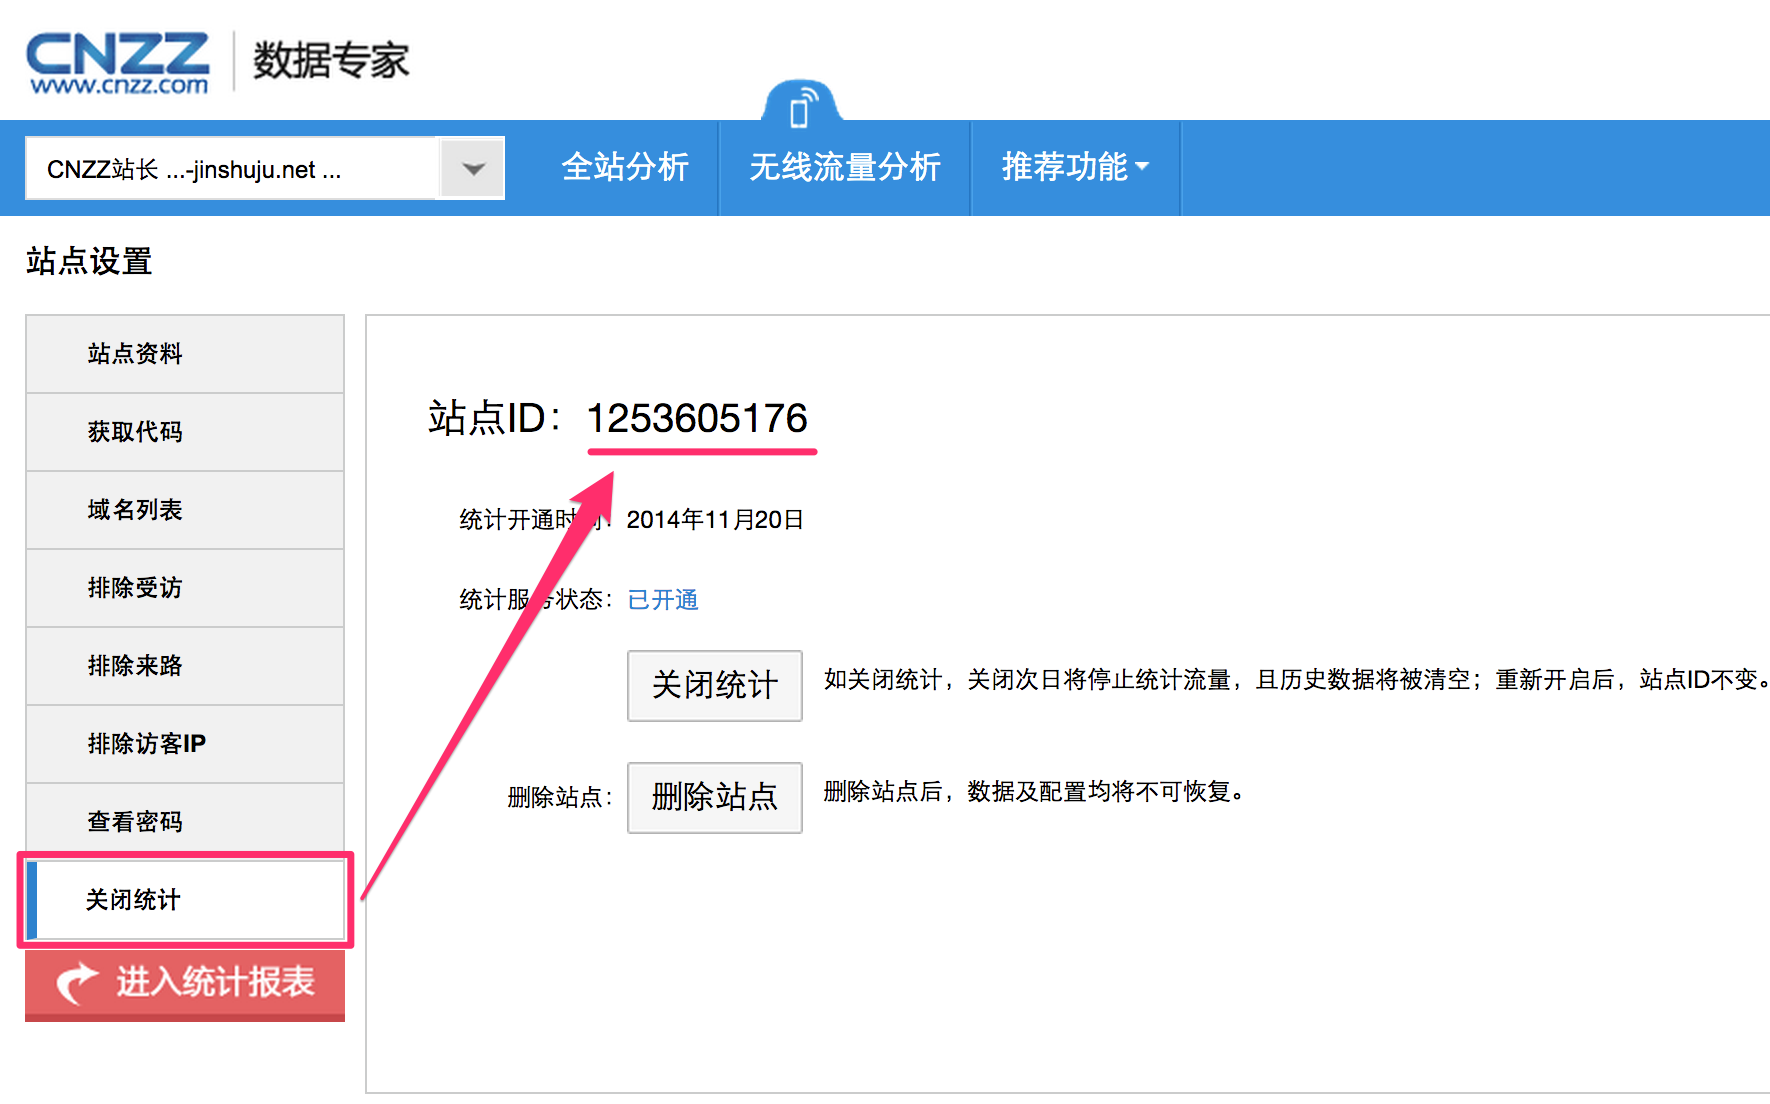 CNZZ
www.cnzz.com
数据专家
CNZZ站长 ...-jinshuju.net ...
全站分析
无线流量分析
推荐功能
站点设置
站点资料
获取代码
域名列表
排除受访
排除来路
排除访客IP
查看密码
关闭统计
进入统计报表
站点ID：1253605176
统计开通时间：2014年11月20日
统计服务状态：已开通
关闭统计 如关闭统计，关闭次日将停止统计流量，且历史数据将被清空；重新开启后，站点ID不变。
删除站点：删除站点 删除站点后，数据及配置均将不可恢复。